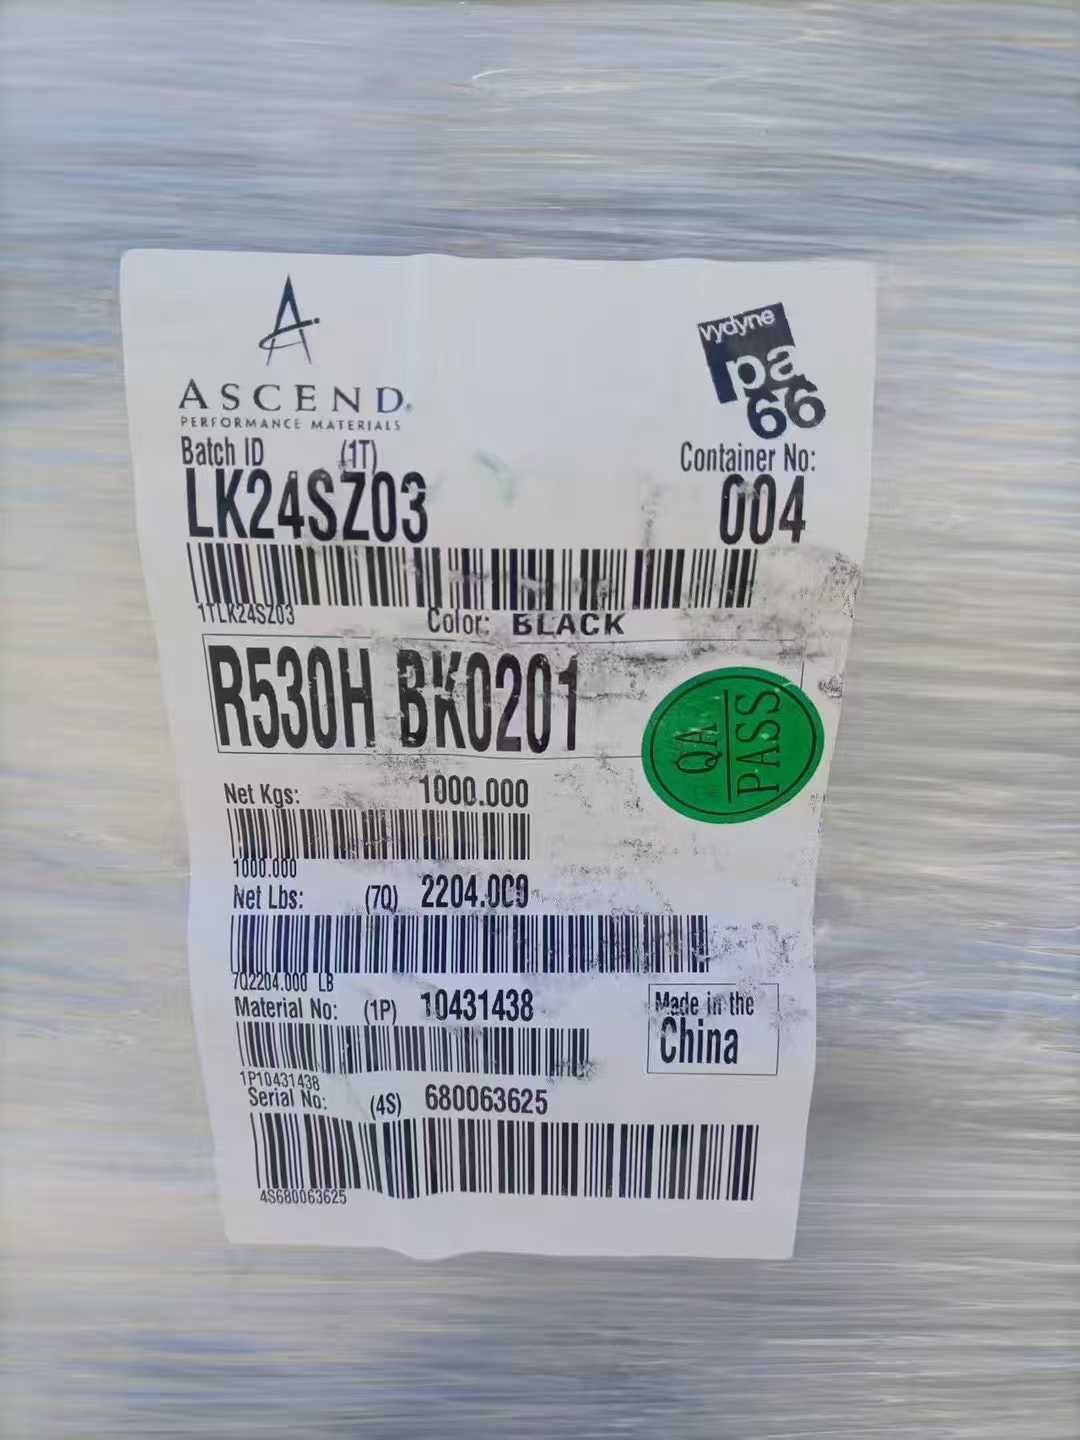 ASCEND®
PERFORMANCE MATERIALS
vydyne
pa
66
Batch ID (1T)
Container No:
LK24SZ03
004
1TLK24SZ03
Color: BLACK
R530H BK0201
QA
PASS
Net Kgs: 1000.000
1000.000
Net Lbs: (7Q) 2204.000
7Q2204.000 LB
Material No: (1P) 10431438
Made in the
China
1P10431438
Serial No: (4S) 680063625
4S680063625